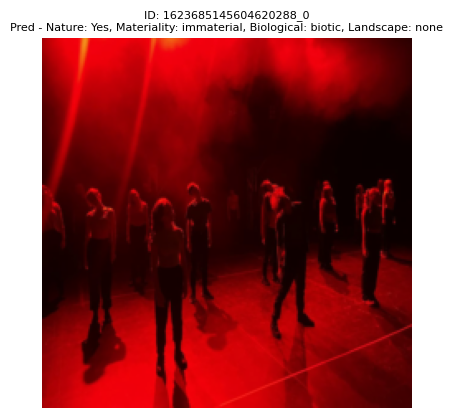 ID: 1623685145604620288_0
Pred - Nature: Yes, Materiality: immaterial, Biological: biotic, Landscape: none